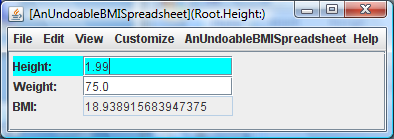 [AnUndoableBMISpreadsheet](Root.Height:)
File Edit View Customize AnUndoableBMISpreadsheet Help
Height: 1.99
Weight: 75.0
BMI: 18.938915683947375